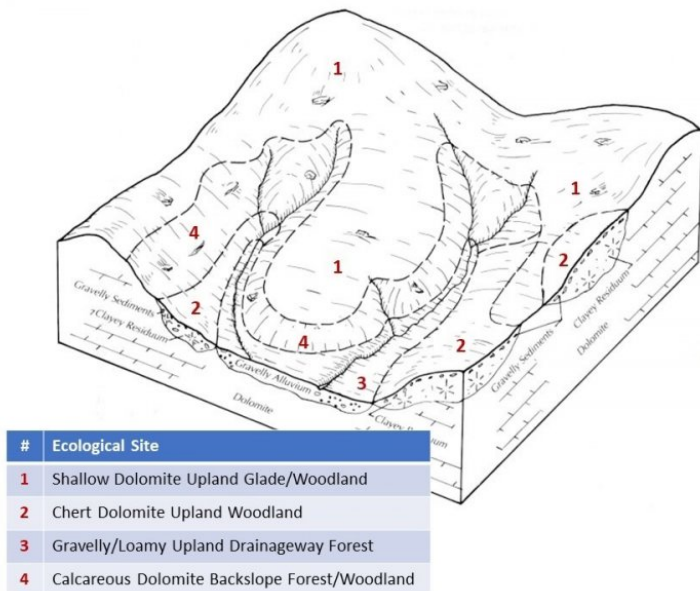 1
1
4
1
2
2
4
2
3
Gravelly Sediments
?Clayey Residuum
Gravelly Alluvium
Dolomite
Clayey
Gravelly Sediments
Clayey Residuum
Dolomite
# Ecological Site
1 Shallow Dolomite Upland Glade/Woodland
2 Chert Dolomite Upland Woodland
3 Gravelly/Loamy Upland Drainageway Forest
4 Calcareous Dolomite Backslope Forest/Woodland